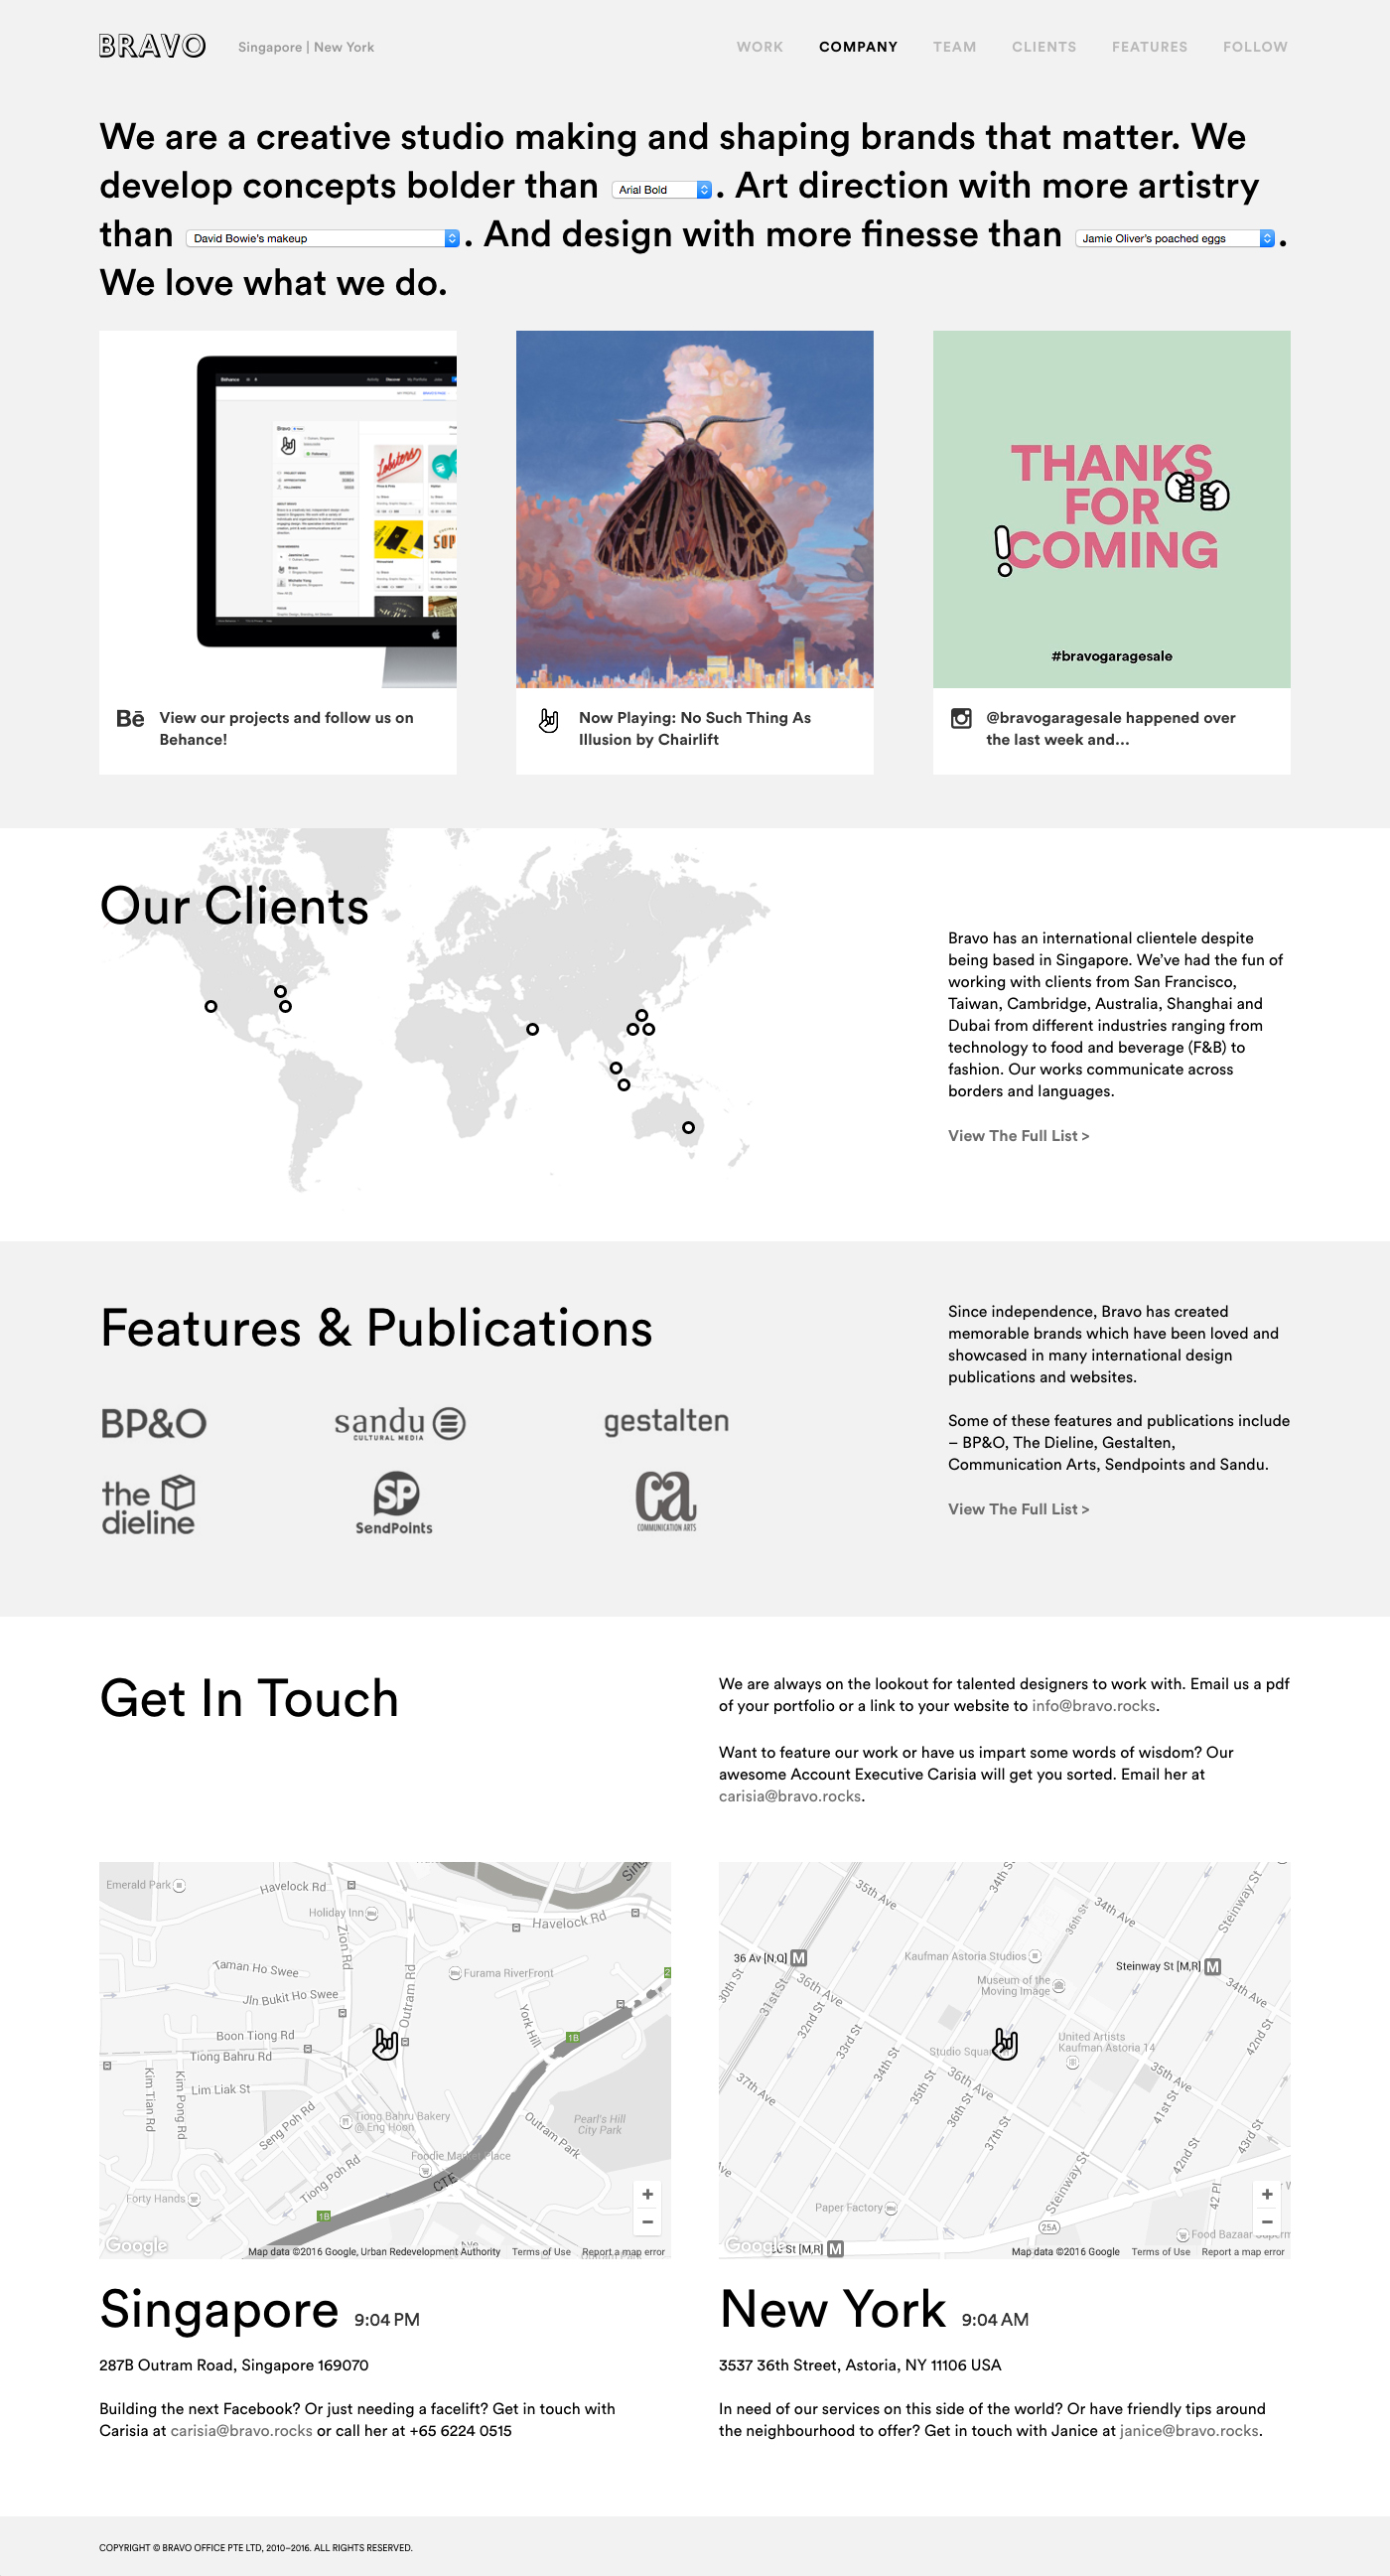 BRAVO
Singapore | New York
WORK COMPANY TEAM CLIENTS FEATURES FOLLOW
We are a creative studio making and shaping brands that matter. We
develop concepts bolder than Arial Bold . Art direction with more artistry
than David Bowie's makeup . And design with more finesse than Jamie Oliver's poached eggs .
We love what we do.
Behance
Bravo
Lobsters
THANKS
FOR
COMING
#bravogaragesale
Bē View our projects and follow us on
Behance!
Now Playing: No Such Thing As
Illusion by Chairlift
@bravogaragesale happened over
the last week and...
Our Clients
Bravo has an international clientele despite
being based in Singapore. We've had the fun of
working with clients from San Francisco,
Taiwan, Cambridge, Australia, Shanghai and
Dubai from different industries ranging from
technology to food and beverage (F&B) to
fashion. Our works communicate across
borders and languages.
View The Full List >
Features & Publications
BP&O
sandu
CULTURAL MEDIA
gestalten
the
dieline
SP
SendPoints
ca
COMMUNICATION ARTS
Since independence, Bravo has created
memorable brands which have been loved and
showcased in many international design
publications and websites.
Some of these features and publications include
– BP&O, The Dieline, Gestalten,
Communication Arts, Sendpoints and Sandu.
View The Full List >
Get In Touch
We are always on the lookout for talented designers to work with. Email us a pdf
of your portfolio or a link to your website to info@bravo.rocks.
Want to feature our work or have us impart some words of wisdom? Our
awesome Account Executive Carisia will get you sorted. Email her at
carisia@bravo.rocks.
Emerald Park
Havelock Rd
Holiday Inn
Havelock Rd
Zion Rd
Taman Ho Swee
Furama RiverFront
Outram Rd
Jln Bukit Ho Swee
York Hill
Boon Tiong Rd
1B
Tiong Bahru Rd
Kim Tian Rd
Kim Pong Rd
Lim Liak St
Seng Poh Rd
Tiong Bahru Bakery
@ Eng Hoon
Pearl's Hill
City Park
Outram Park
Foodie Market Place
CTE
Tiong Poh Rd
Forty Hands
1B
+
−
Google
Map data ©2016 Google, Urban Redevelopment Authority Terms of Use Report a map error
35th Ave
34th St
34th Ave
36th St
Steinway St
36 Av [N,Q] M
Kaufman Astoria Studios
Steinway St [M,R] M
Museum of the
Moving Image
30th St
31st St
36th Ave
34th Ave
32nd St
33rd St
United Artists
Kaufman Astoria 14
42nd St
Studio Square
34th St
37th Ave
35th St
36th Ave
35th Ave
36th St
41st St
37th St
43rd St
42nd St
Steinway St
42 Pl
Paper Factory
25A
Food Bazaar
+
−
Google
St [M,R] M
Map data ©2016 Google Terms of Use Report a map error
Singapore 9:04 PM
287B Outram Road, Singapore 169070
Building the next Facebook? Or just needing a facelift? Get in touch with
Carisia at carisia@bravo.rocks or call her at +65 6224 0515
New York 9:04 AM
3537 36th Street, Astoria, NY 11106 USA
In need of our services on this side of the world? Or have friendly tips around
the neighbourhood to offer? Get in touch with Janice at janice@bravo.rocks.
COPYRIGHT © BRAVO OFFICE PTE LTD, 2010–2016. ALL RIGHTS RESERVED.